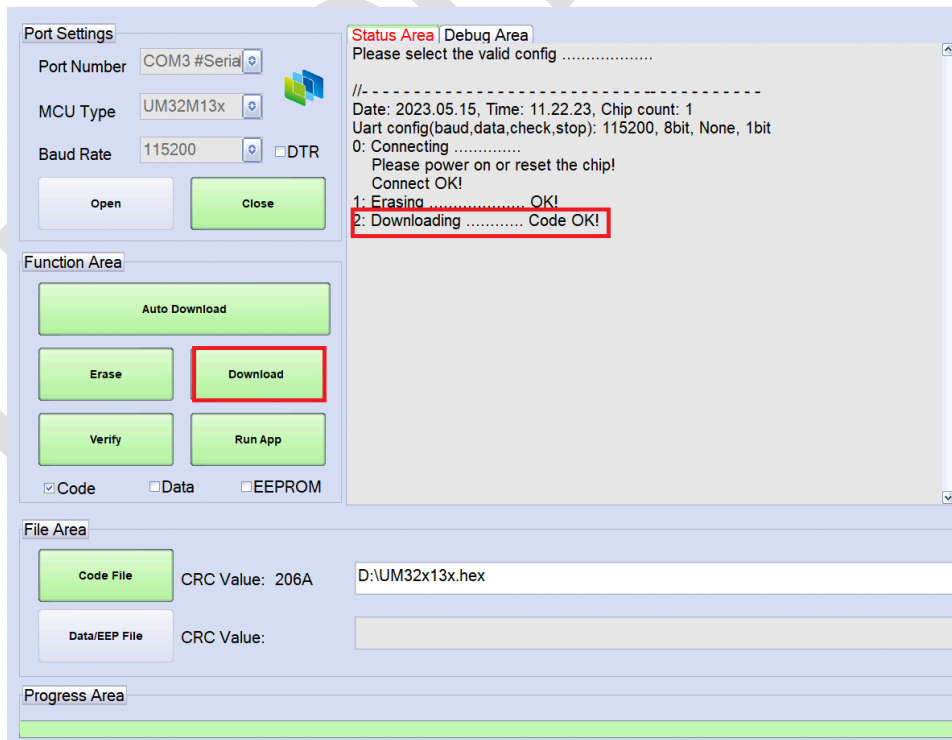 Port Settings
Port Number COM3 #Serial
MCU Type UM32M13x
Baud Rate 115200 DTR
Open Close
Function Area
Auto Download
Erase Download
Verify Run App
Code Data EEPROM
Status Area Debug Area
Please select the valid config ...................
//- - - - - - - - - - - - - - - - - - - - - - - - - - - - - - - - - - - -
Date: 2023.05.15, Time: 11.22.23, Chip count: 1
Uart config(baud,data,check,stop): 115200, 8bit, None, 1bit
0: Connecting ..............
Please power on or reset the chip!
Connect OK!
1: Erasing .................... OK!
2: Downloading ............ Code OK!
File Area
Code File CRC Value: 206A D:\UM32x13x.hex
Data/EEP File CRC Value:
Progress Area